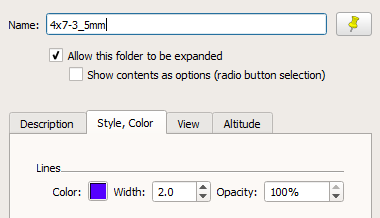 Name: 4x7-3_5mm
Allow this folder to be expanded
Show contents as options (radio button selection)
Description Style, Color View Altitude
Lines
Color: Width: 2.0 Opacity: 100%